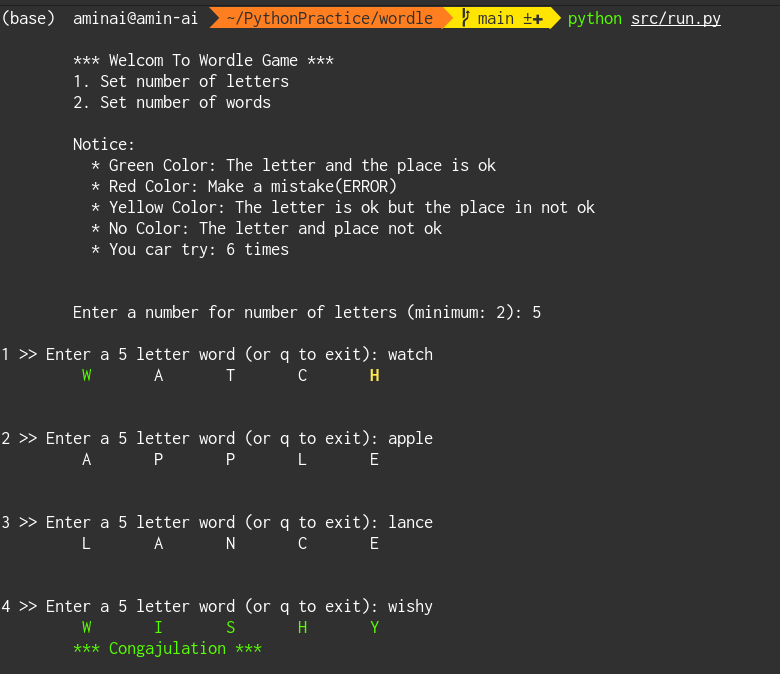 (base) aminai@amin-ai ~/PythonPractice/wordle main ±✚ python src/run.py
*** Welcom To Wordle Game ***
1. Set number of letters
2. Set number of words
Notice:
* Green Color: The letter and the place is ok
* Red Color: Make a mistake(ERROR)
* Yellow Color: The letter is ok but the place in not ok
* No Color: The letter and place not ok
* You car try: 6 times
Enter a number for number of letters (minimum: 2): 5
1 >> Enter a 5 letter word (or q to exit): watch
W A T C H
2 >> Enter a 5 letter word (or q to exit): apple
A P P L E
3 >> Enter a 5 letter word (or q to exit): lance
L A N C E
4 >> Enter a 5 letter word (or q to exit): wishy
W I S H Y
*** Congajulation ***